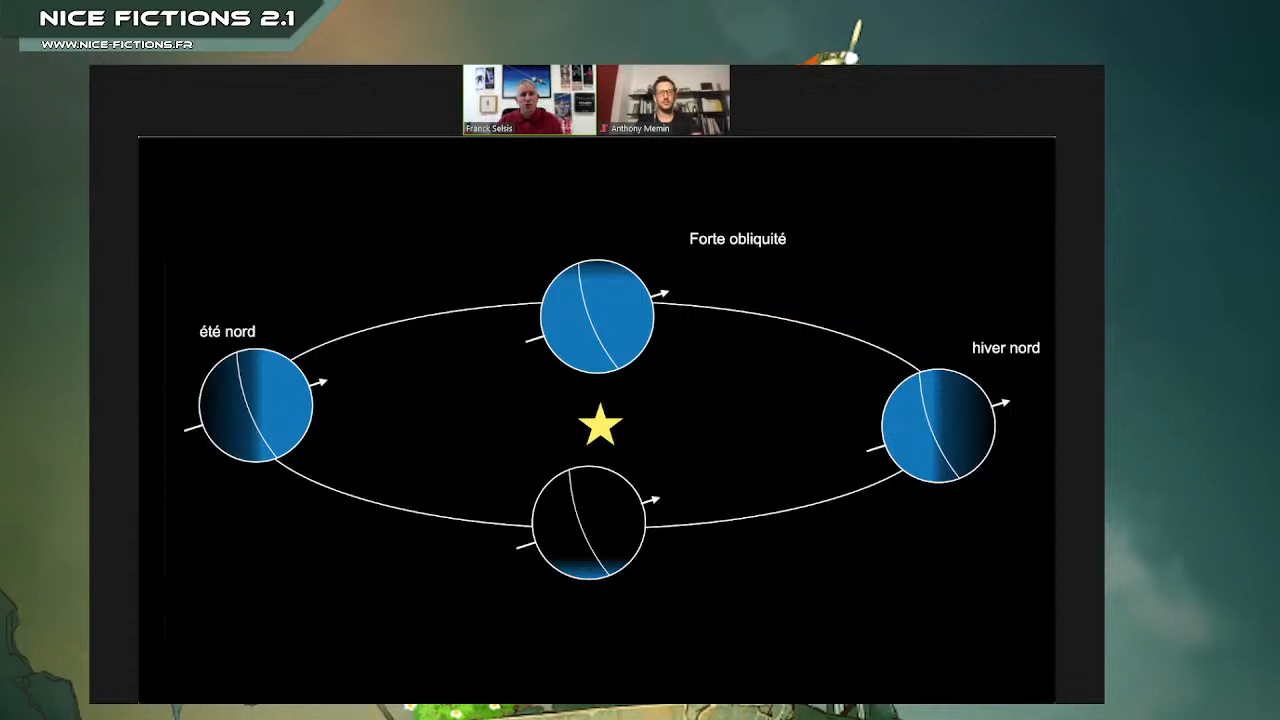 NICE FICTIONS 2.1
WWW.NICE-FICTIONS.FR
Franck Selsis
Anthony Memin
Forte obliquité
été nord
hiver nord